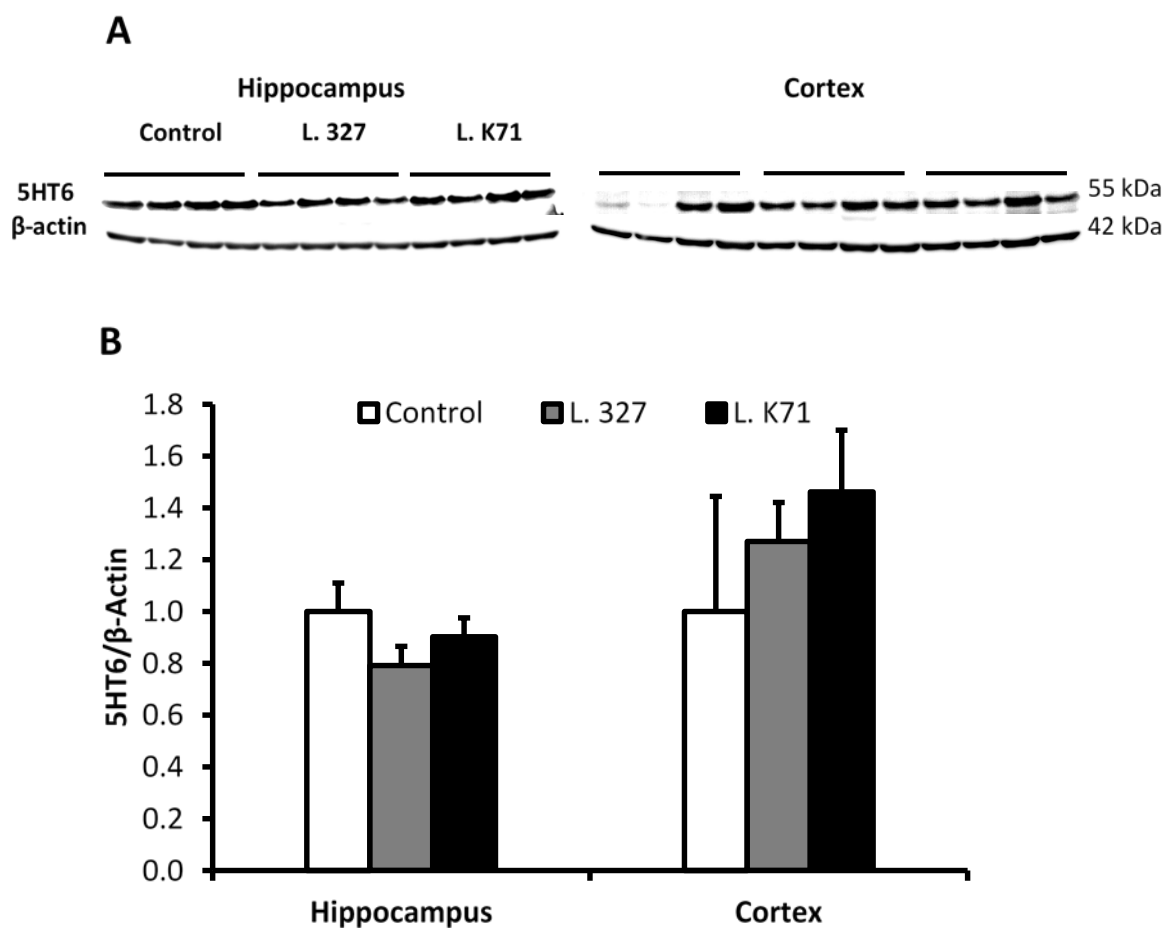 A
Hippocampus Cortex
Control L. 327 L. K71
5HT6 55 kDa
β-actin 42 kDa
B
Control L. 327 L. K71
1.8
1.6
1.4
1.2
1.0
0.8
0.6
0.4
0.2
0.0
5HT6/β-Actin
Hippocampus Cortex